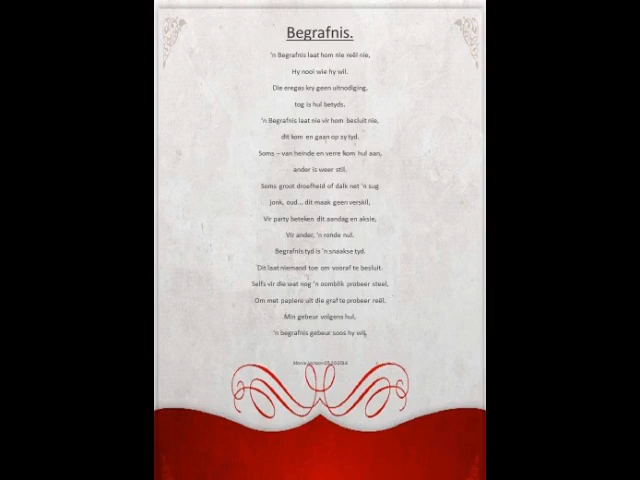 Begrafnis.
'n Begrafnis laat hom nie reël nie,
Hy nooi wie hy wil.
Die eregas kry geen uitnodiging,
tog is hul betyds.
'n Begrafnis laat nie vir hom besluit nie,
dit kom en gaan op sy tyd.
Soms – van heinde en verre kom hul aan,
ander is weer stil.
Soms groot droefheid of dalk net 'n sug
jonk, oud... dit maak geen verskil,
Vir party beteken dit aandag en aksie,
Vir ander, 'n ronde nul.
Begrafnis tyd is 'n snaakse tyd.
Dit laat niemand toe om vooraf te besluit.
Selfs vir die wat nog 'n oomblik probeer steel,
Om met papiere uit die graf te probeer reël.
Min gebeur volgens hul,
'n begrafnis gebeur soos hy wil.